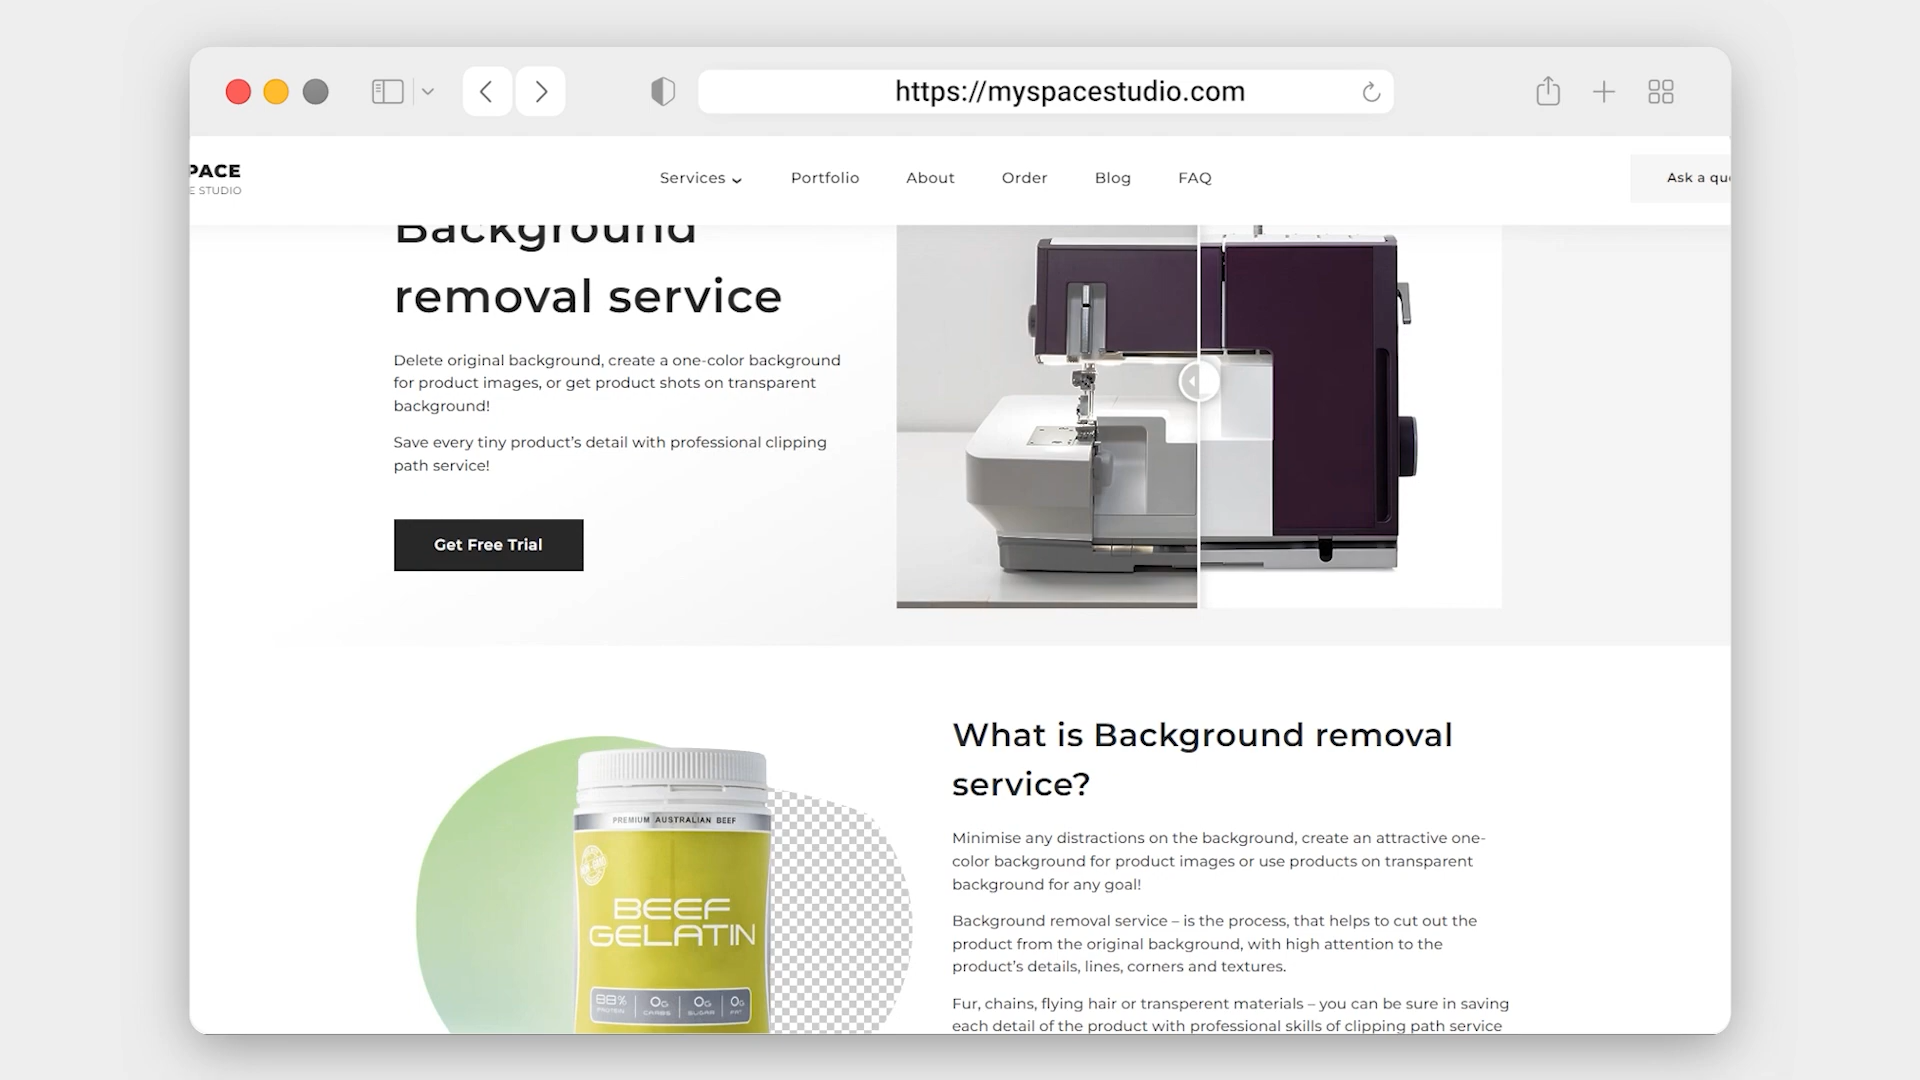 https://myspacestudio.com
PACE
E STUDIO
Services
Portfolio
About
Order
Blog
FAQ
Ask a qu
Background
removal service
Delete original background, create a one-color background
for product images, or get product shots on transparent
background!
Save every tiny product’s detail with professional clipping
path service!
Get Free Trial
What is Background removal
service?
Minimise any distractions on the background, create an attractive one-
color background for product images or use products on transparent
background for any goal!
Background removal service – is the process, that helps to cut out the
product from the original background, with high attention to the
product’s details, lines, corners and textures.
Fur, chains, flying hair or transperent materials – you can be sure in saving
each detail of the product with professional skills of clipping path service
PREMIUM AUSTRALIAN BEEF
BEEF
GELATIN
88% 0G 0G 0G
PROTEIN CARBS SUGAR FAT